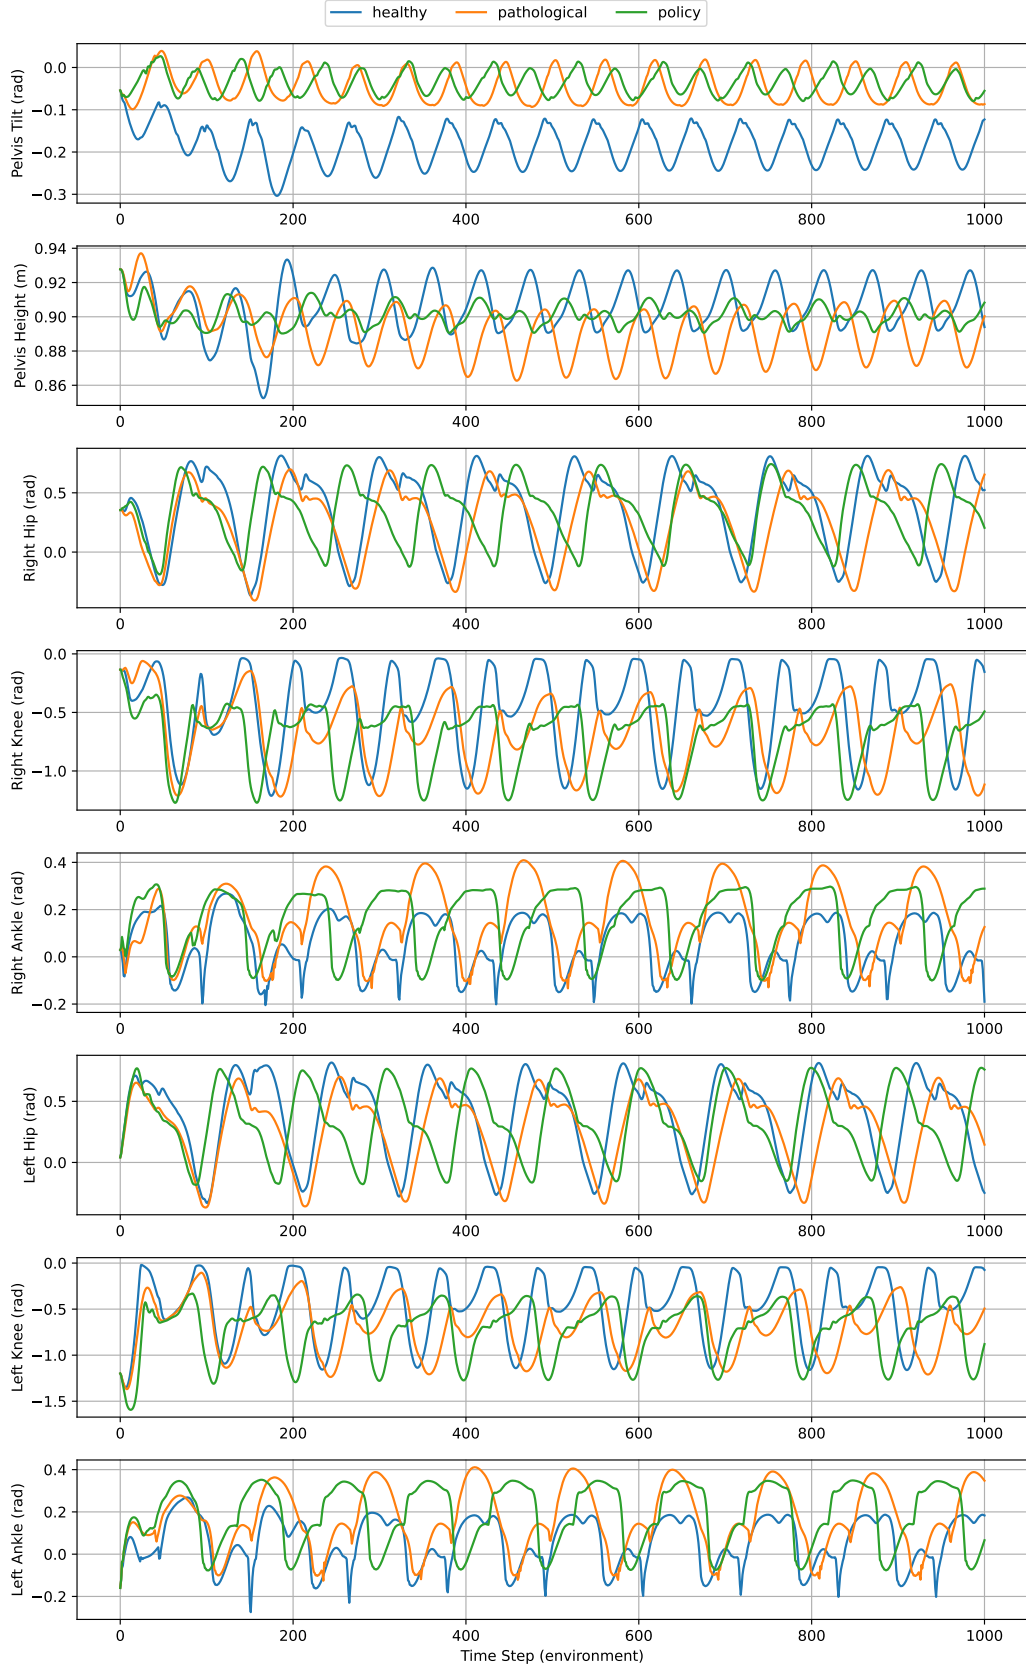 healthy pathological policy
Pelvis Tilt (rad)
0.0
−0.1
−0.2
−0.3
0 200 400 600 800 1000
Pelvis Height (m)
0.94
0.92
0.90
0.88
0.86
0 200 400 600 800 1000
Right Hip (rad)
0.5
0.0
0 200 400 600 800 1000
Right Knee (rad)
0.0
−0.5
−1.0
0 200 400 600 800 1000
Right Ankle (rad)
0.4
0.2
0.0
−0.2
0 200 400 600 800 1000
Left Hip (rad)
0.5
0.0
0 200 400 600 800 1000
Left Knee (rad)
0.0
−0.5
−1.0
−1.5
0 200 400 600 800 1000
Left Ankle (rad)
0.4
0.2
0.0
−0.2
0 200 400 600 800 1000
Time Step (environment)